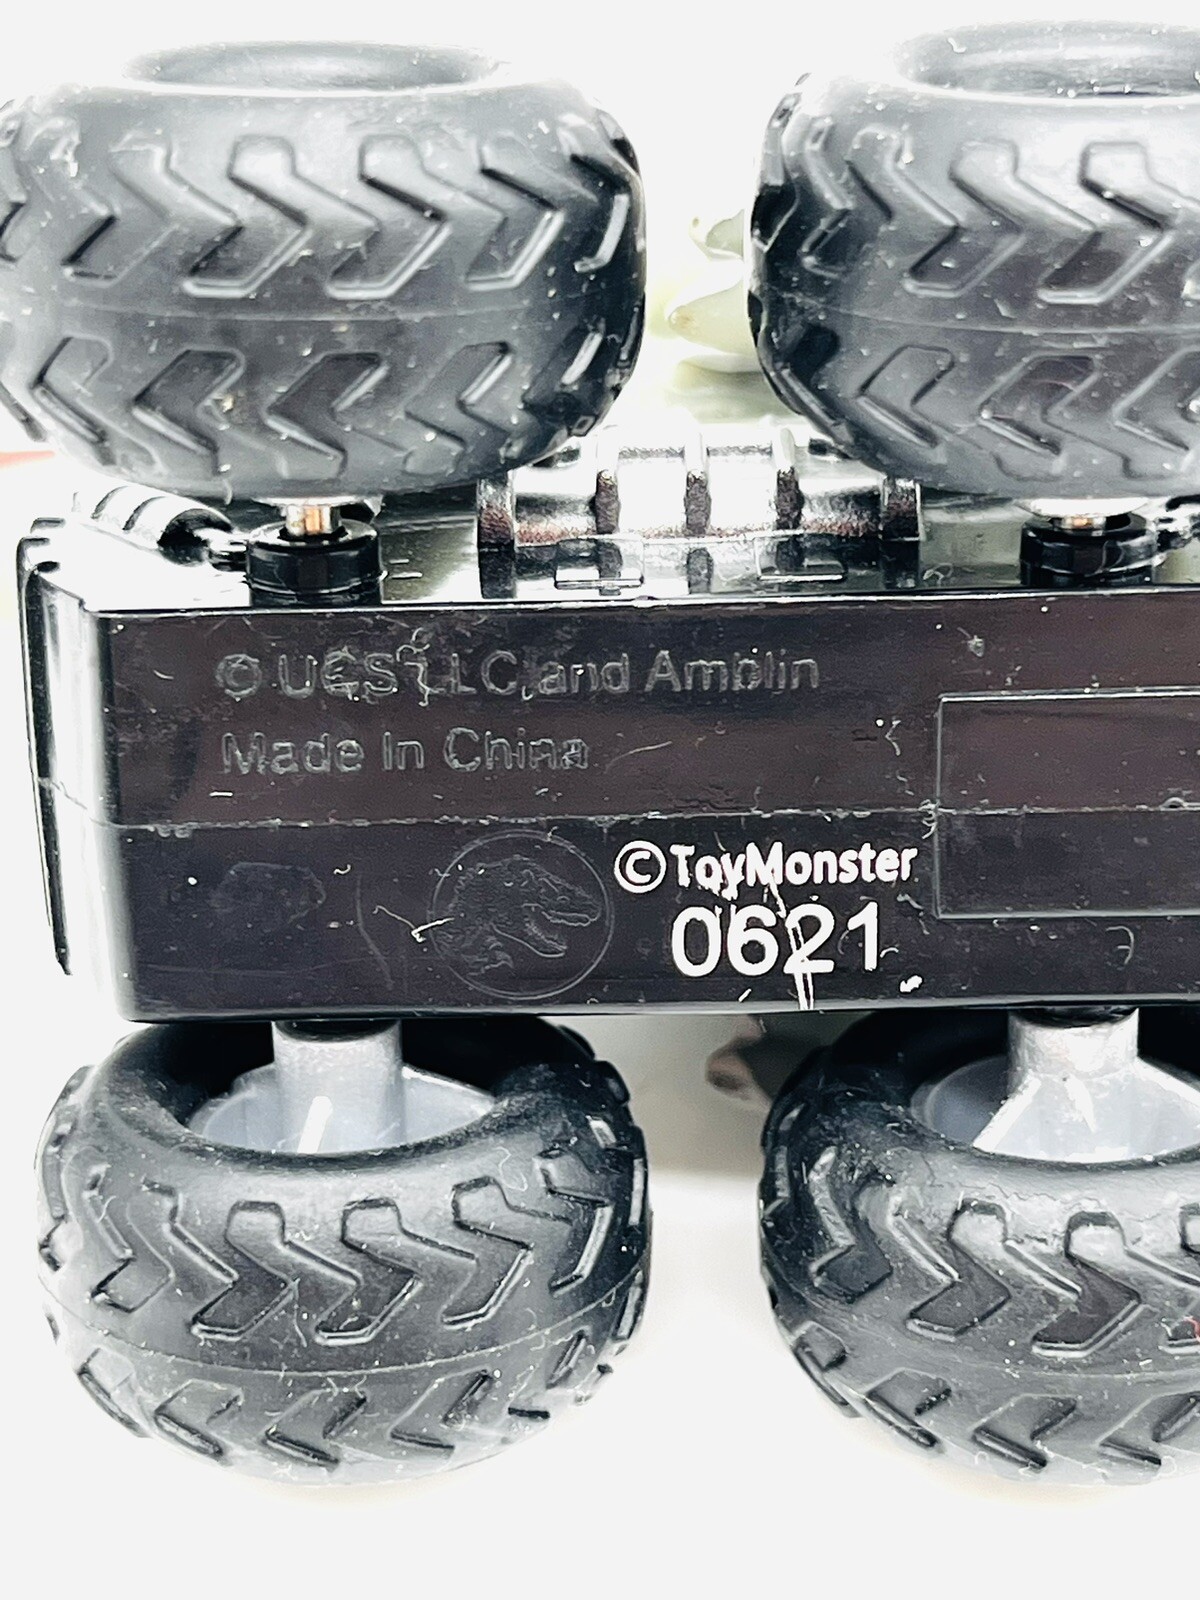 © UCS LLC and Amblin
Made In China
©ToyMonster
0621